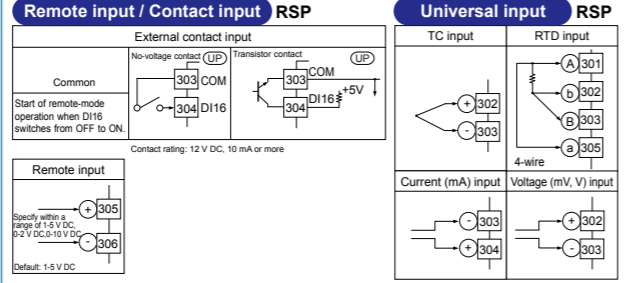 Remote input / Contact input RSP
External contact input
No-voltage contact UP
Transistor contact UP
Common
Start of remote-mode
operation when DI16
switches from OFF to ON.
303 COM
304 DI16
COM
303
DI16 +5V
304
Contact rating: 12 V DC, 10 mA or more
Remote input
Specify within a
range of 1-5 V DC,
0-2 V DC,0-10 V DC
+ 305
- 306
Default: 1-5 V DC
Universal input RSP
TC input
+ 302
- 303
RTD input
A 301
b 302
B 303
a 305
4-wire
Current (mA) input
- 303
+ 304
Voltage (mV, V) input
+ 302
- 303